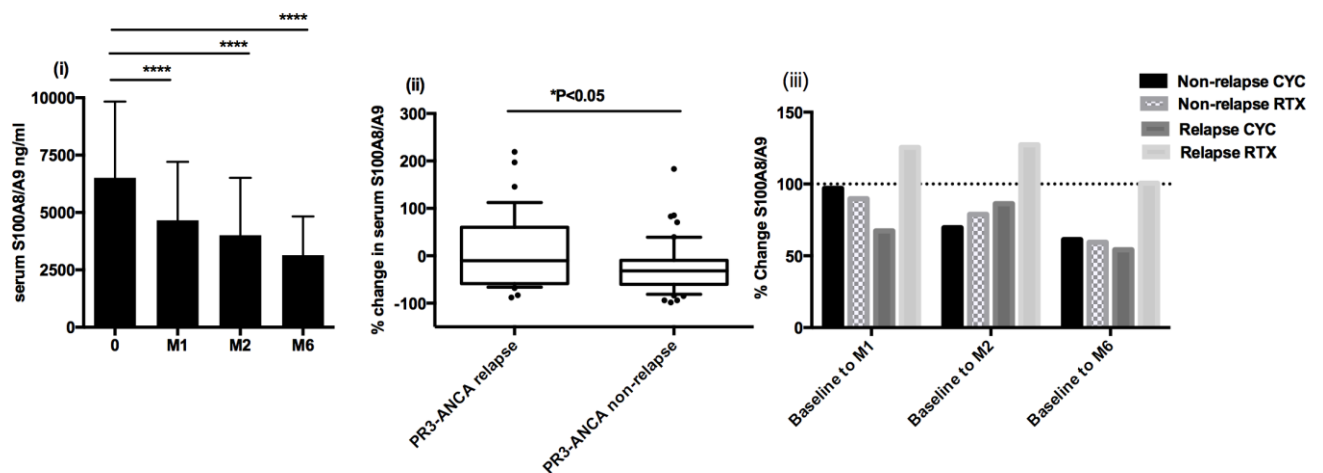 ****
****
****
(i)
serum S100A8/A9 ng/ml
10000
7500
5000
2500
0
0 M1 M2 M6
(ii)
*P<0.05
% change in serum S100A8/A9
300
200
100
0
-100
PR3-ANCA relapse
PR3-ANCA non-relapse
(iii)
Non-relapse CYC
Non-relapse RTX
Relapse CYC
Relapse RTX
% Change S100A8/A9
150
100
50
0
Baseline to M1
Baseline to M2
Baseline to M6